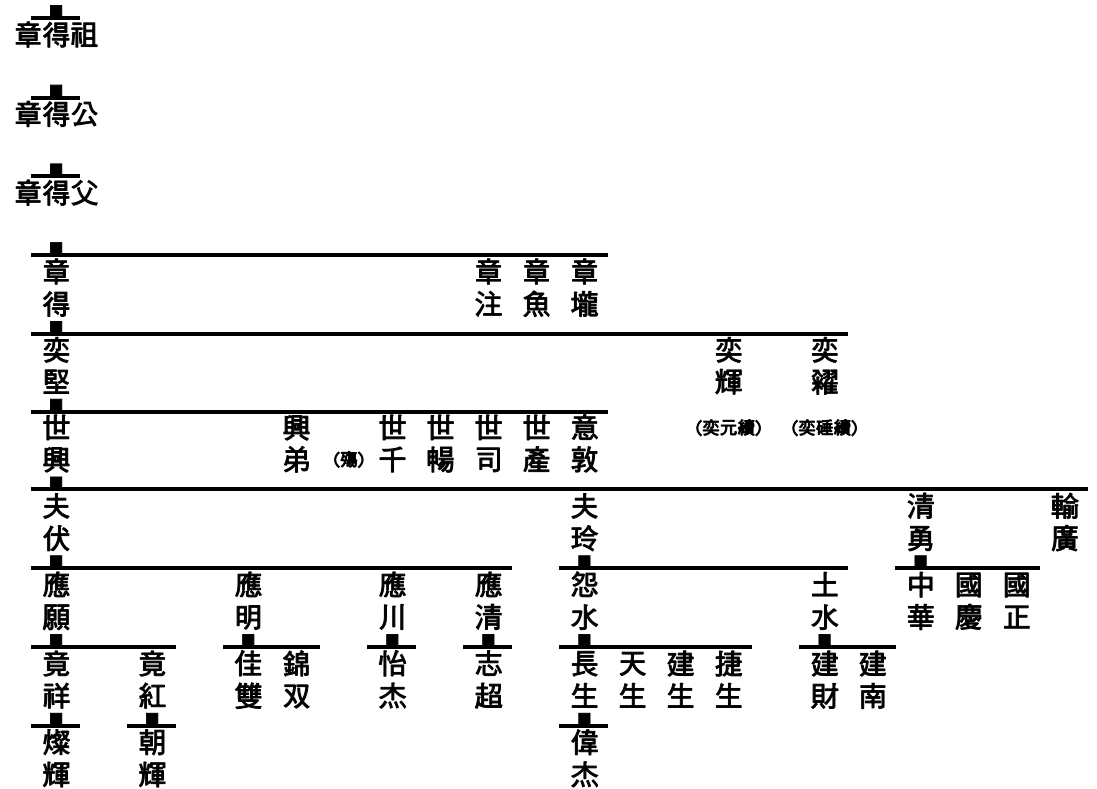 章得祖
章得公
章得父
章得 章注 章魚 章壠
奕堅 奕輝 奕糴
世興 興弟 (殤) 世千 世暢 世司 世產 意敦 (奕元續) (奕硾續)
夫伏 夫玲 清勇 輸廣
應願 應明 應川 應清 怨水 土水 中華 國慶 國正
竟祥 竟紅 佳雙 錦双 怡杰 志超 長生 天生 建生 捷生 建財 建南
燦輝 朝輝 偉杰